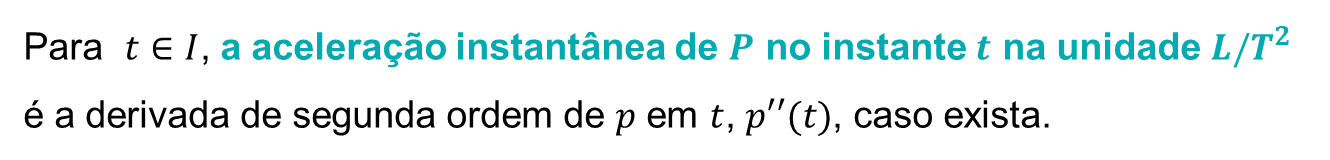 Para t ∈ I, a aceleração instantânea de P no instante t na unidade L/T²
é a derivada de segunda ordem de p em t, p′′(t), caso exista.